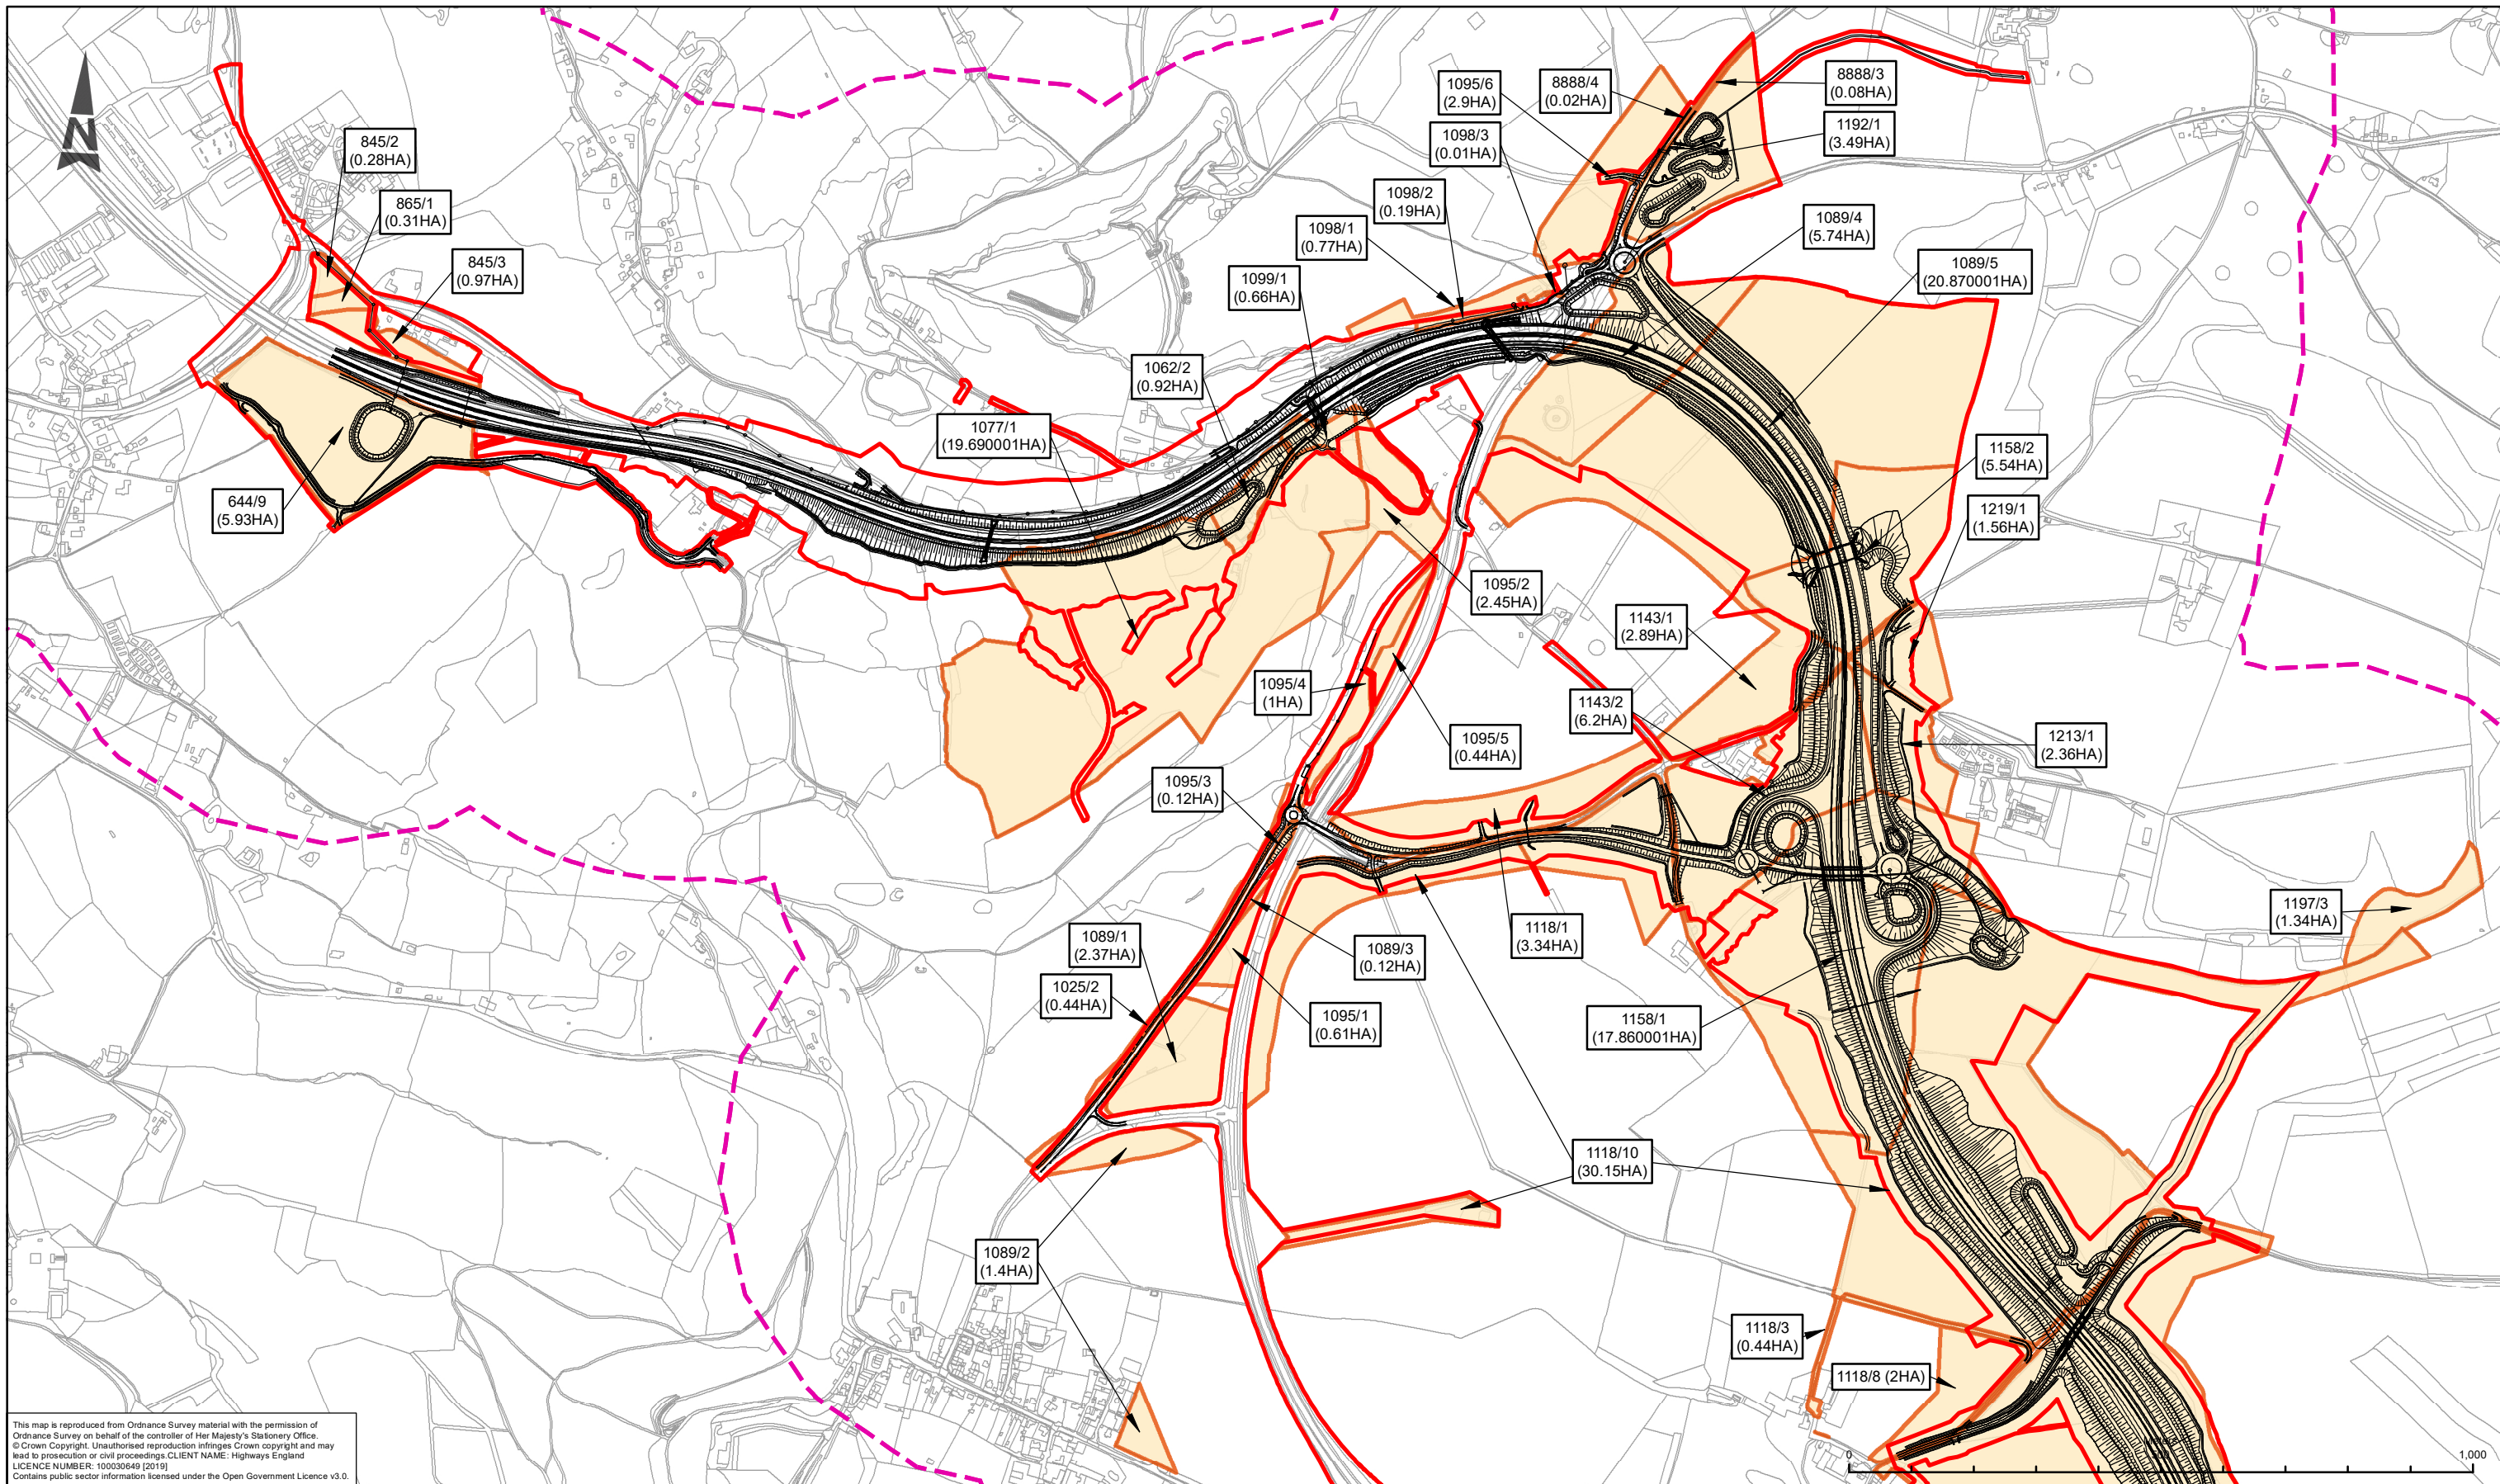 N
845/2
(0.28HA)
865/1
(0.31HA)
845/3
(0.97HA)
644/9
(5.93HA)
1095/6
(2.9HA)
8888/4
(0.02HA)
8888/3
(0.08HA)
1098/3
(0.01HA)
1192/1
(3.49HA)
1098/2
(0.19HA)
1098/1
(0.77HA)
1089/4
(5.74HA)
1099/1
(0.66HA)
1089/5
(20.870001HA)
1062/2
(0.92HA)
1077/1
(19.690001HA)
1158/2
(5.54HA)
1219/1
(1.56HA)
1095/2
(2.45HA)
1143/1
(2.89HA)
1095/4
(1HA)
1143/2
(6.2HA)
1095/5
(0.44HA)
1213/1
(2.36HA)
1095/3
(0.12HA)
1197/3
(1.34HA)
1089/1
(2.37HA)
1089/3
(0.12HA)
1118/1
(3.34HA)
1025/2
(0.44HA)
1095/1
(0.61HA)
1158/1
(17.860001HA)
1118/10
(30.15HA)
1089/2
(1.4HA)
1118/3
(0.44HA)
1118/8 (2HA)
0
1,000
This map is reproduced from Ordnance Survey material with the permission of
Ordnance Survey on behalf of the controller of Her Majesty's Stationery Office.
© Crown Copyright. Unauthorised reproduction infringes Crown copyright and may
lead to prosecution or civil proceedings.CLIENT NAME: Highways England
LICENCE NUMBER: 100030649 [2019]
Contains public sector information licensed under the Open Government Licence v3.0.